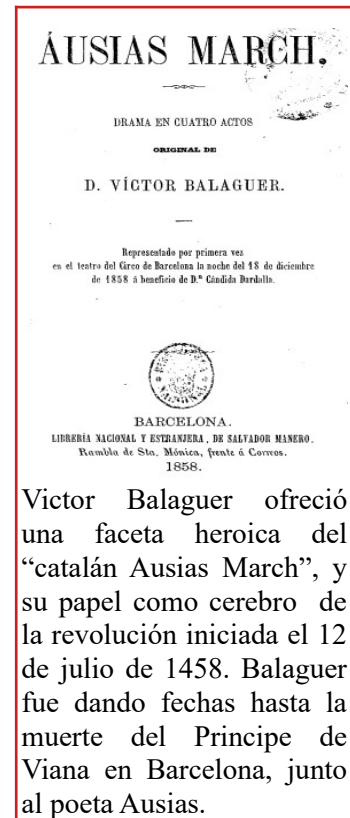 ÁUSIAS MARCH.
DRAMA EN CUATRO ACTOS
ORIGINAL DE
D. VÍCTOR BALAGUER.
Representado por primera vez
en el teatro del Circo de Barcelona la noche del 18 de diciembre
de 1858 á beneficio de D.ª Cándida Dardalla.
BARCELONA.
LIBRERÍA NACIONAL Y ESTRANJERA, DE SALVADOR MANERO.
Rambla de Sta. Mónica, frente á Correos.
1858.
Victor Balaguer ofreció
una faceta heroica del
“catalán Ausias March”, y
su papel como cerebro de
la revolución iniciada el 12
de julio de 1458. Balaguer
fue dando fechas hasta la
muerte del Principe de
Viana en Barcelona, junto
al poeta Ausias.